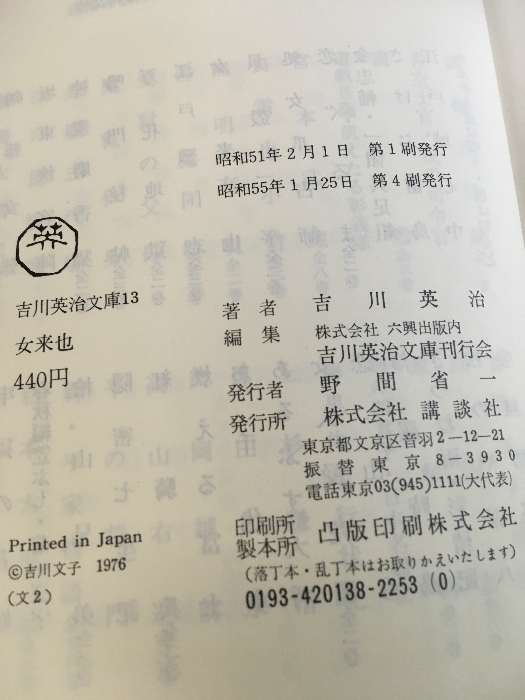 昭和51年2月1日 第1刷発行
昭和55年1月25日 第4刷発行
吉川英治文庫13
女来也
440円
著者 吉川英治
編集 株式会社 六興出版内
吉川英治文庫刊行会
発行者 野間省一
発行所 株式会社 講談社
東京都文京区音羽2-12-21
振替東京8-3930
電話東京03(945)1111(大代表)
印刷所
製本所 凸版印刷株式会社
(落丁本・乱丁本はお取りかえいたします)
0193-420138-2253 (0)
Printed in Japan
©吉川文子 1976
(文2)